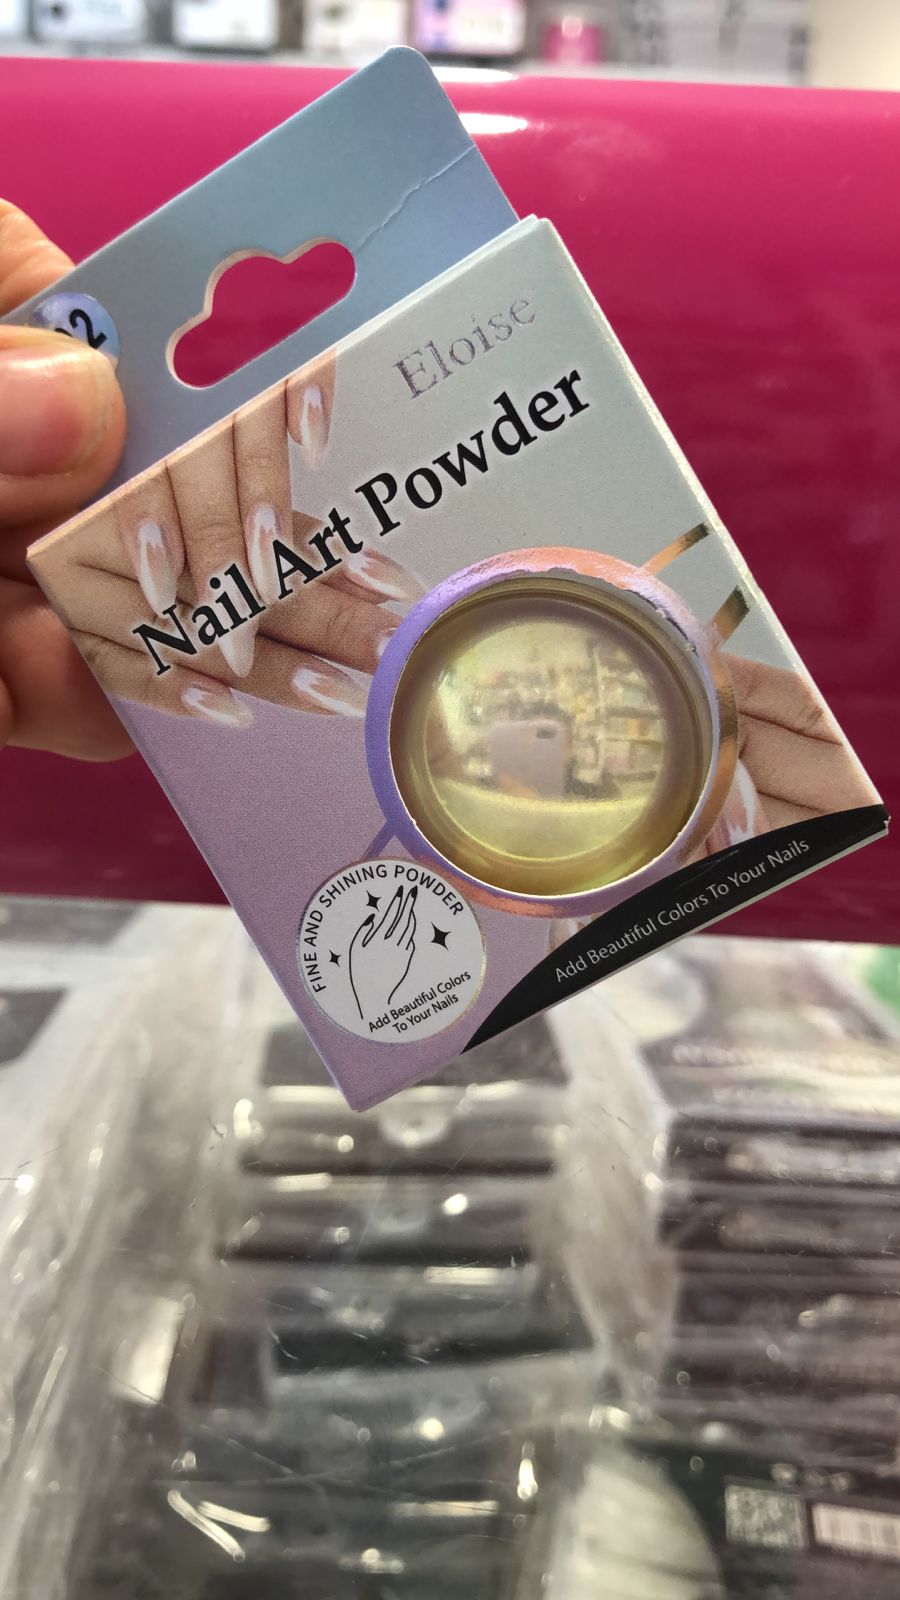 Eloise
Nail Art Powder
FINE AND SHINING POWDER
Add Beautiful Colors
To Your Nails
Add Beautiful Colors To Your Nails